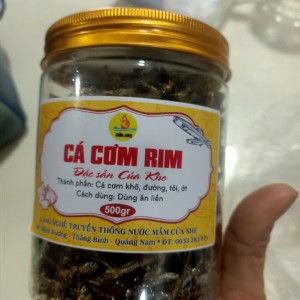 CÁ CƠM RIM
Đặc sản Cửa Khe
Thành phần: Cá cơm khô, đường, tỏi, ớt
Cách dùng: Dùng ăn liền
500gr
LÀNG NGHỀ TRUYỀN THỐNG NƯỚC MẮM CỬA KHE
Thăng Bình - Quảng Nam * ĐT: